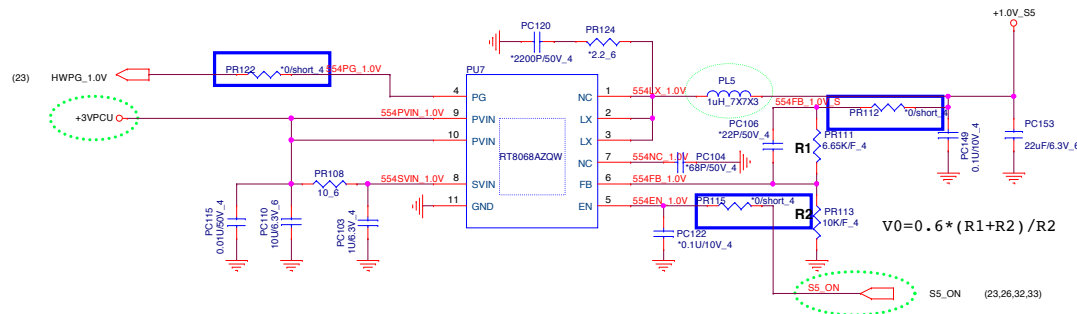 +1.0V_S5
PC120
*2200P/50V_4
PR124
*2.2_6
(23)
HWPG_1.0V
PR122
*0/short_4
554PG_1.0V
+3VPCU
554PVIN_1.0V
PR108
10_6
554SVIN_1.0V
PC115
0.01U/50V_4
PC110
10U/6.3V_6
PC103
1U/6.3V_4
PU7
4
PG
9
PVIN
10
PVIN
8
SVIN
11
GND
RT8068AZQW
NC
1
LX
2
LX
3
NC
7
FB
6
EN
5
554LX_1.0V
PL5
1uH_7X7X3
554FB_1.0V_S
PR112
*0/short_4
PC106
*22P/50V_4
R1
PR111
6.65K/F_4
PC149
0.1U/10V_4
PC153
22uF/6.3V_6
554NC_1.0V
PC104
*68P/50V_4
554FB_1.0V
554EN_1.0V
PR115
*0/short_4
R2
PR113
10K/F_4
PC122
*0.1U/10V_4
V0=0.6*(R1+R2)/R2
S5_ON
S5_ON
(23,26,32,33)